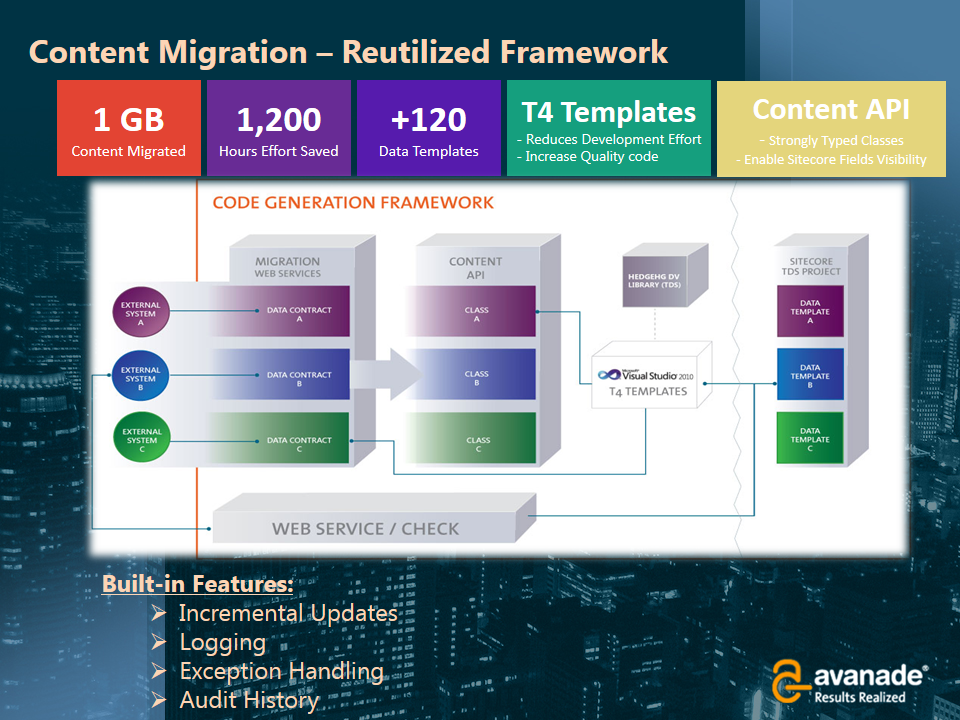 Content Migration – Reutilized Framework
1 GB
Content Migrated
1,200
Hours Effort Saved
+120
Data Templates
T4 Templates
- Reduces Development Effort
- Increase Quality code
Content API
- Strongly Typed Classes
- Enable Sitecore Fields Visibility
CODE GENERATION FRAMEWORK
MIGRATION
WEB SERVICES
CONTENT
API
HEDGEHG DV
LIBRARY (TDS)
SITECORE
TDS PROJECT
EXTERNAL
SYSTEM
A
DATA CONTRACT
A
CLASS
A
DATA
TEMPLATE
A
EXTERNAL
SYSTEM
B
DATA CONTRACT
B
CLASS
B
Microsoft
Visual Studio 2010
T4 TEMPLATES
DATA
TEMPLATE
B
EXTERNAL
SYSTEM
C
DATA CONTRACT
C
CLASS
C
DATA
TEMPLATE
C
WEB SERVICE / CHECK
Built-in Features:
➢ Incremental Updates
➢ Logging
➢ Exception Handling
➢ Audit History
avanade®
Results Realized